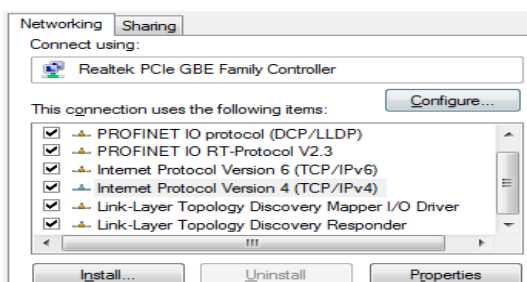 Networking Sharing
Connect using:
Realtek PCIe GBE Family Controller
Configure...
This connection uses the following items:
PROFINET IO protocol (DCP/LLDP)
PROFINET IO RT-Protocol V2.3
Internet Protocol Version 6 (TCP/IPv6)
Internet Protocol Version 4 (TCP/IPv4)
Link-Layer Topology Discovery Mapper I/O Driver
Link-Layer Topology Discovery Responder
Install... Uninstall Properties